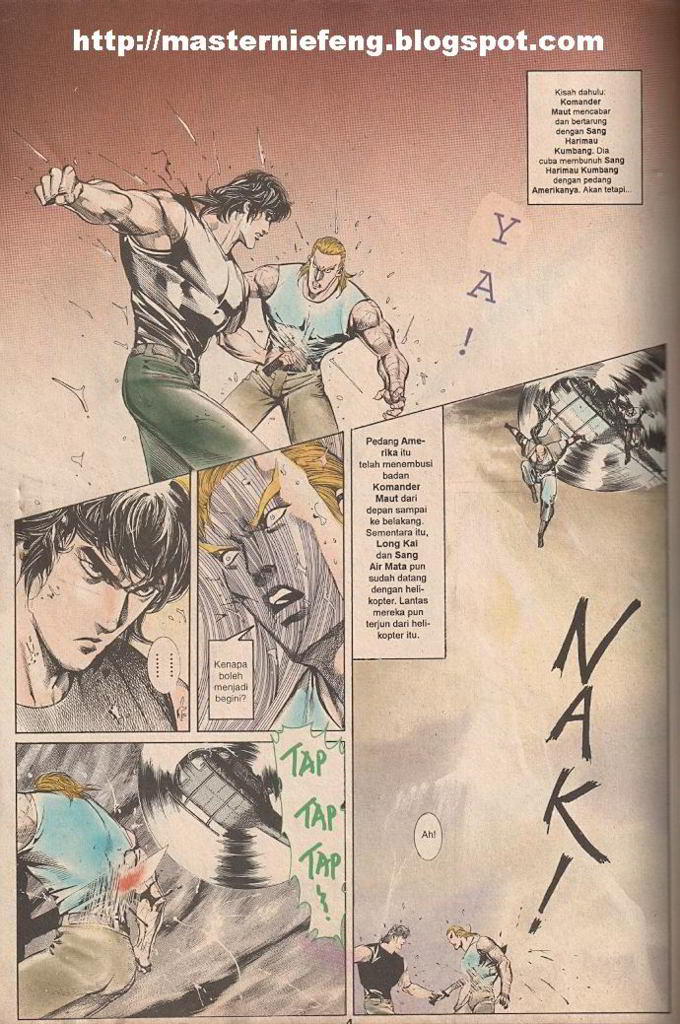 http://masterniefeng.blogspot.com
Kisah dahulu:
Komander
Maut mencabar
dan bertarung
dengan Sang
Harimau
Kumbang. Dia
cuba membunuh Sang
Harimau Kumbang
dengan pedang
Amerikanya. Akan tetapi...
YA!
Pedang Ame-
rika itu
telah menembusi
badan
Komander
Maut dari
depan sampai
ke belakang.
Sementara itu,
Long Kai
dan Sang
Air Mata pun
sudah datang
dengan heli-
kopter. Lantas
mereka pun
terjun dari heli-
kopter itu.
Kenapa
boleh
menjadi
begini?
TAP
TAP
TAP
!
NAK!
Ah!